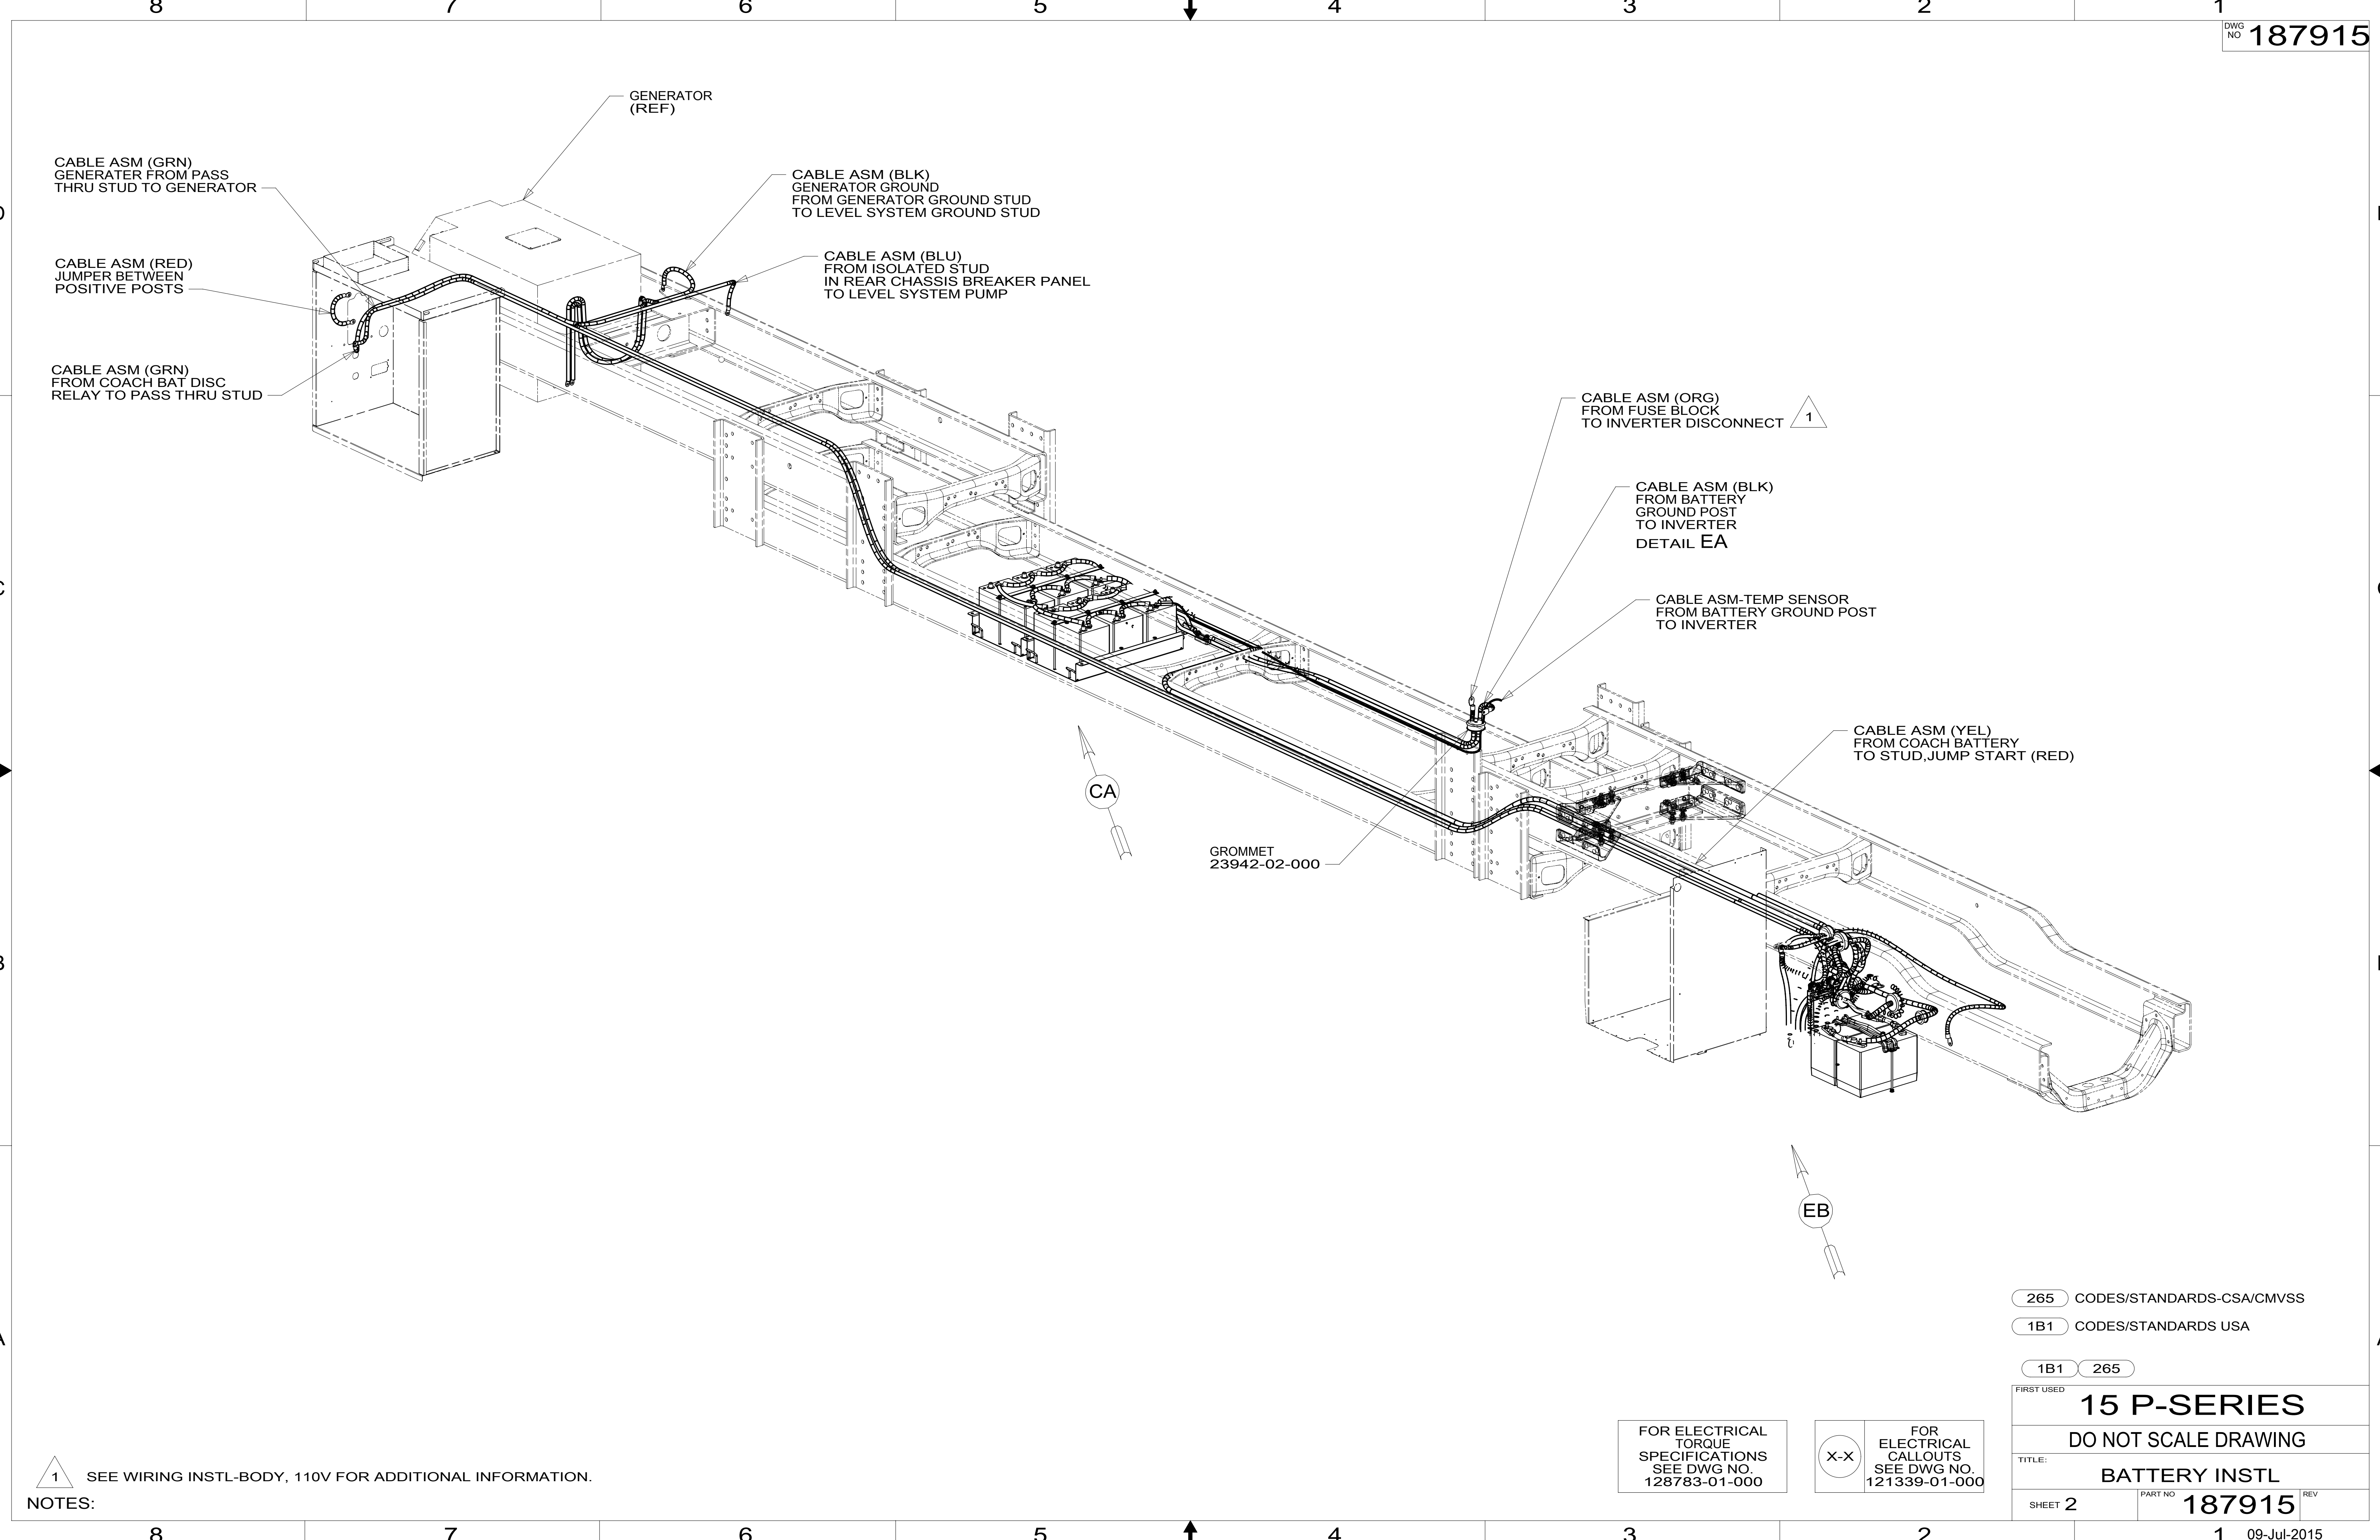 8 7 6 5 4 3 2 1
DWG
NO 187915
GENERATOR
(REF)
CABLE ASM (GRN)
GENERATER FROM PASS
THRU STUD TO GENERATOR
CABLE ASM (BLK)
GENERATOR GROUND
FROM GENERATOR GROUND STUD
TO LEVEL SYSTEM GROUND STUD
CABLE ASM (RED)
JUMPER BETWEEN
POSITIVE POSTS
CABLE ASM (BLU)
FROM ISOLATED STUD
IN REAR CHASSIS BREAKER PANEL
TO LEVEL SYSTEM PUMP
CABLE ASM (GRN)
FROM COACH BAT DISC
RELAY TO PASS THRU STUD
CABLE ASM (ORG)
FROM FUSE BLOCK
TO INVERTER DISCONNECT 1
CABLE ASM (BLK)
FROM BATTERY
GROUND POST
TO INVERTER
DETAIL EA
CABLE ASM-TEMP SENSOR
FROM BATTERY GROUND POST
TO INVERTER
CABLE ASM (YEL)
FROM COACH BATTERY
TO STUD,JUMP START (RED)
CA
GROMMET
23942-02-000
EB
265 CODES/STANDARDS-CSA/CMVSS
1B1 CODES/STANDARDS USA
1B1 265
FIRST USED
15 P-SERIES
DO NOT SCALE DRAWING
TITLE:
BATTERY INSTL
SHEET 2
PART NO 187915 REV
FOR ELECTRICAL
TORQUE
SPECIFICATIONS
SEE DWG NO.
128783-01-000
X-X
FOR
ELECTRICAL
CALLOUTS
SEE DWG NO.
121339-01-000
1 SEE WIRING INSTL-BODY, 110V FOR ADDITIONAL INFORMATION.
NOTES:
8 7 6 5 4 3 2 1
09-Jul-2015